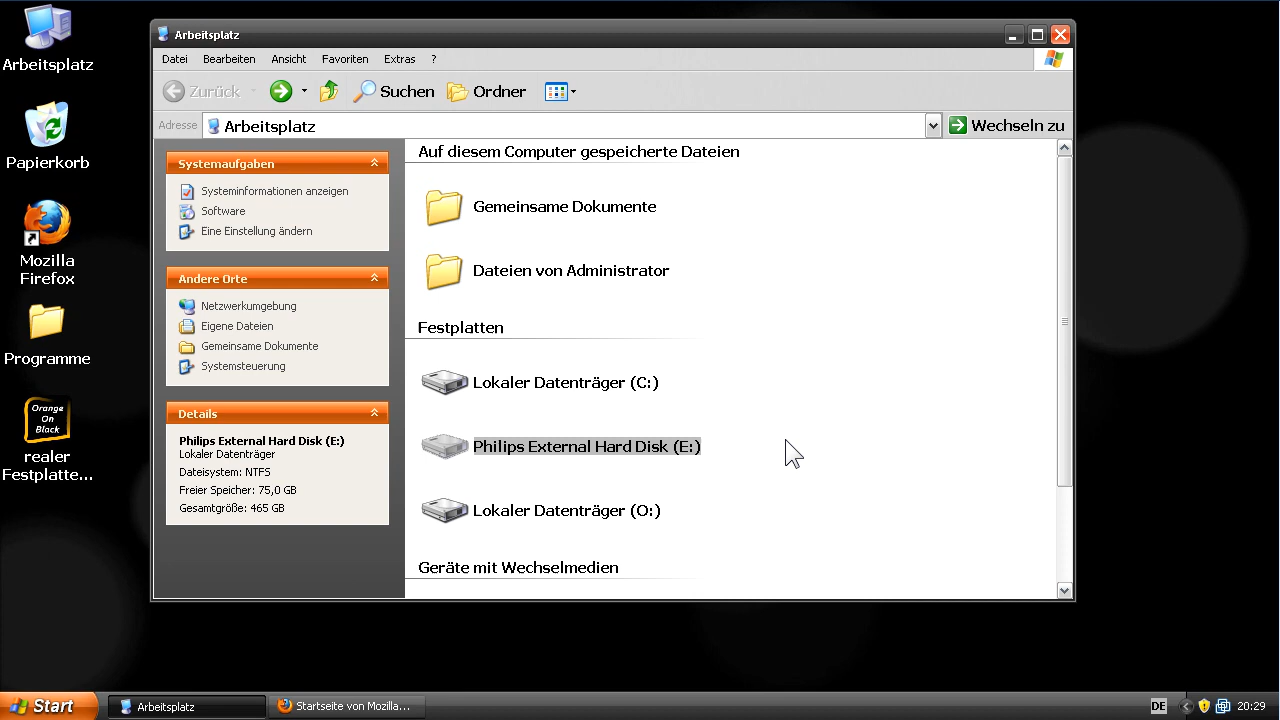 Arbeitsplatz
Papierkorb
Mozilla
Firefox
Programme
Orange
On
Black
realer
Festplatte...
Arbeitsplatz
Datei Bearbeiten Ansicht Favoriten Extras ?
Zurück Suchen Ordner
Adresse Arbeitsplatz Wechseln zu
Systemaufgaben
Systeminformationen anzeigen
Software
Eine Einstellung ändern
Andere Orte
Netzwerkumgebung
Eigene Dateien
Gemeinsame Dokumente
Systemsteuerung
Details
Philips External Hard Disk (E:)
Lokaler Datenträger
Dateisystem: NTFS
Freier Speicher: 75,0 GB
Gesamtgröße: 465 GB
Auf diesem Computer gespeicherte Dateien
Gemeinsame Dokumente
Dateien von Administrator
Festplatten
Lokaler Datenträger (C:)
Philips External Hard Disk (E:)
Lokaler Datenträger (O:)
Geräte mit Wechselmedien
Start Arbeitsplatz Startseite von Mozilla... DE 20:29